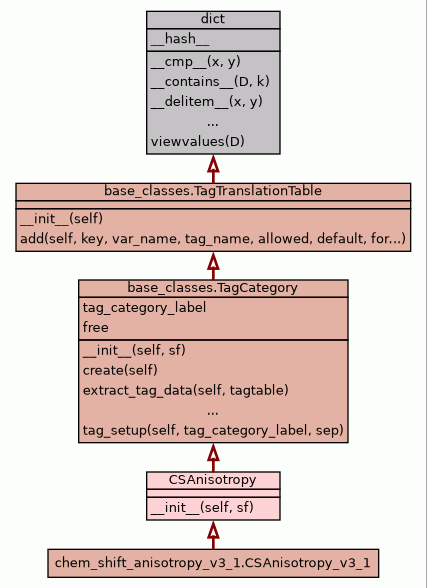 dict
__hash__
__cmp__(x, y)
__contains__(D, k)
__delitem__(x, y)
...
viewvalues(D)
base_classes.TagTranslationTable
__init__(self)
add(self, key, var_name, tag_name, allowed, default, for...)
base_classes.TagCategory
tag_category_label
free
__init__(self, sf)
create(self)
extract_tag_data(self, tagtable)
...
tag_setup(self, tag_category_label, sep)
CSAnisotropy
__init__(self, sf)
chem_shift_anisotropy_v3_1.CSAnisotropy_v3_1